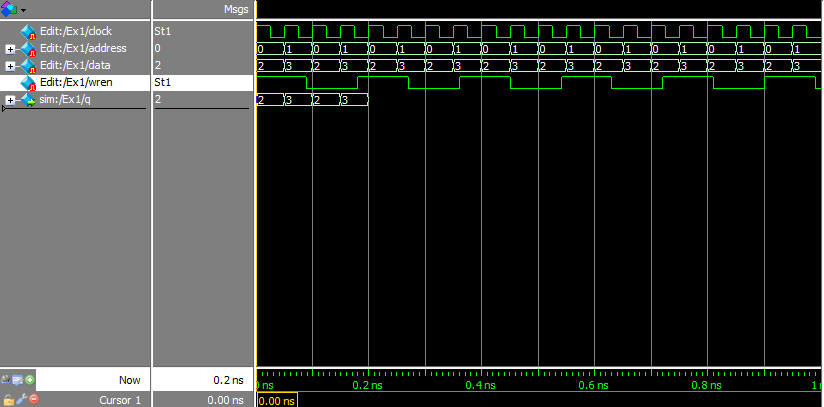 Msgs
Edit:/Ex1/clock St1
Edit:/Ex1/address 0 0 1 0 1 0 1 0 1 0 1 0 1 0 1 0 1 0 1 0 1
Edit:/Ex1/data 2 2 3 2 3 2 3 2 3 2 3 2 3 2 3 2 3 2 3 2 3
Edit:/Ex1/wren St1
sim:/Ex1/q 2 2 3 2 3
Now 0.2 ns ns 0.2 ns 0.4 ns 0.6 ns 0.8 ns 1
Cursor 1 0.00 ns 0.00 ns